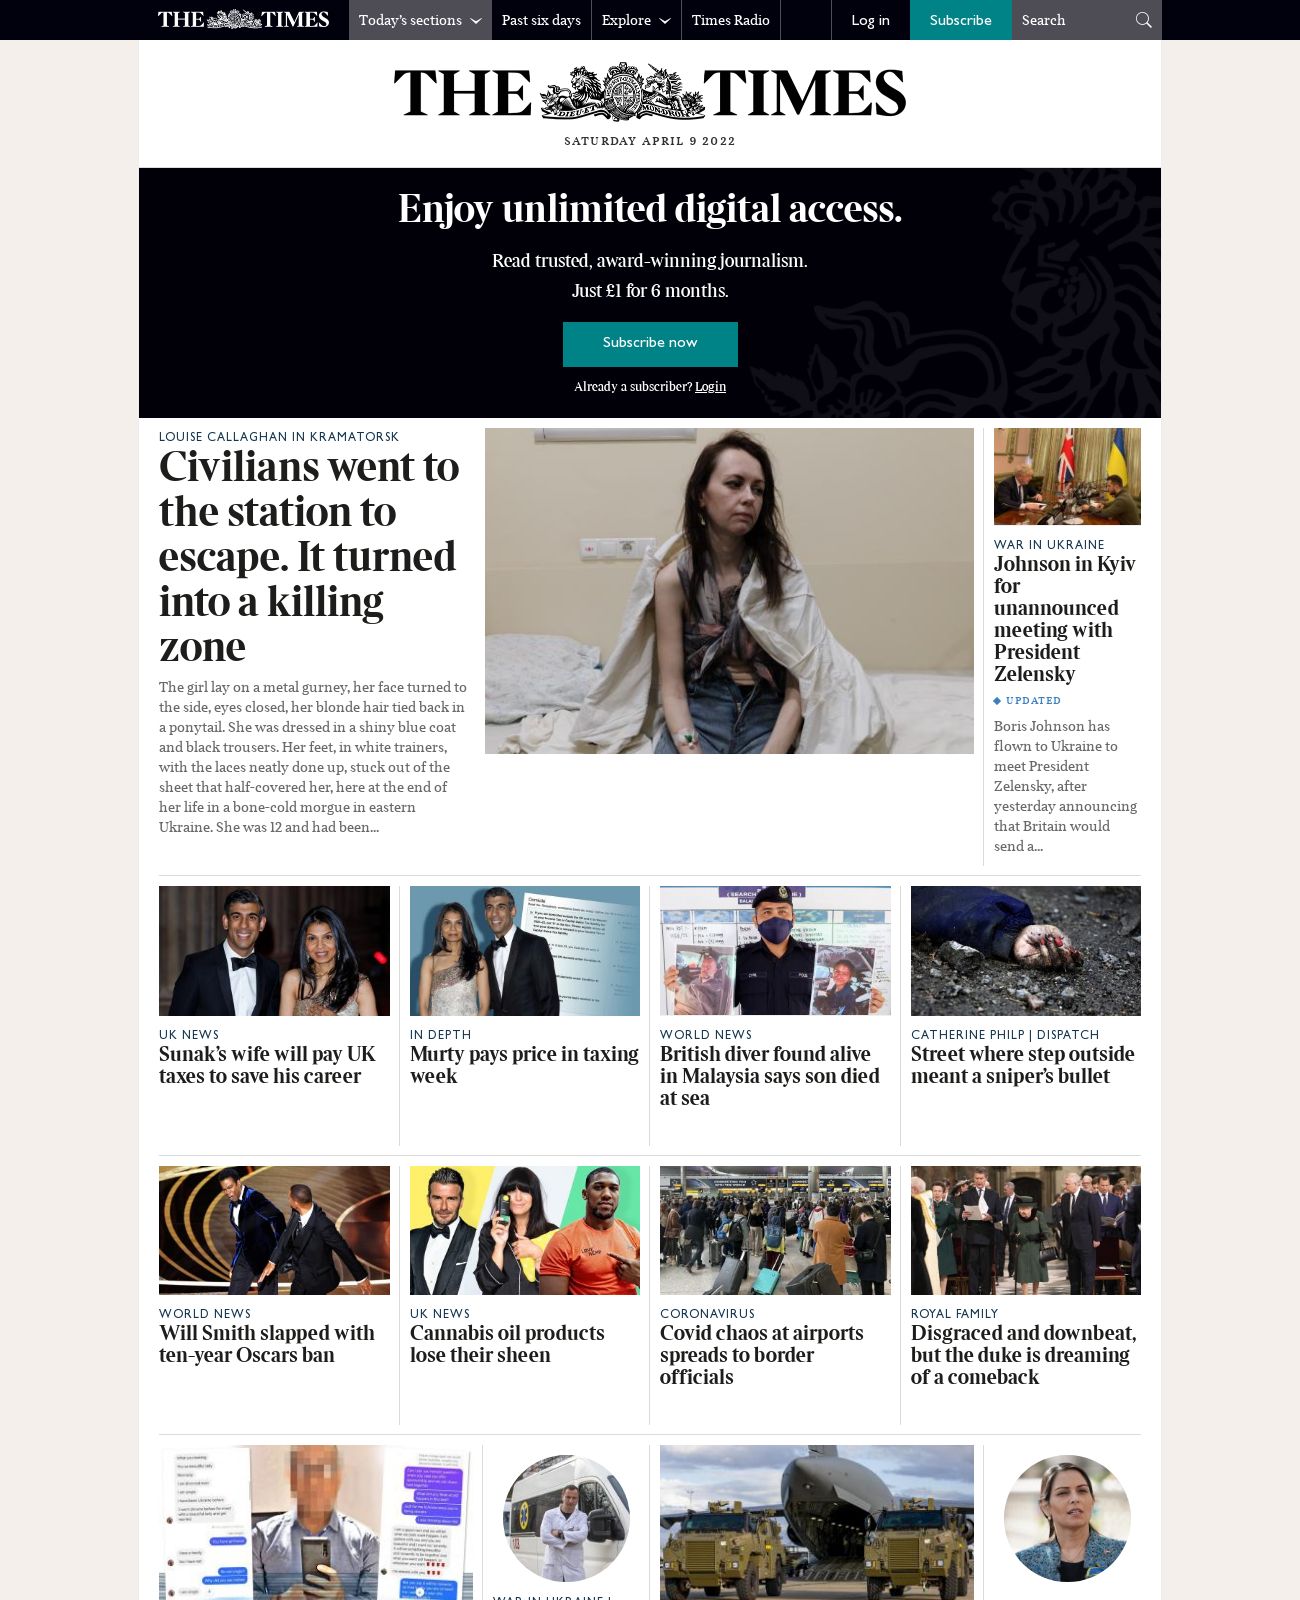 THE TIMES
Today's sections
Past six days
Explore
Times Radio
Log in
Subscribe
Search
THE TIMES
DIEU ET MON DROIT
SATURDAY APRIL 9 2022
Enjoy unlimited digital access.
Read trusted, award-winning journalism.
Just £1 for 6 months.
Subscribe now
Already a subscriber? Login
LOUISE CALLAGHAN IN KRAMATORSK
Civilians went to
the station to
escape. It turned
into a killing
zone
The girl lay on a metal gurney, her face turned to
the side, eyes closed, her blonde hair tied back in
a ponytail. She was dressed in a shiny blue coat
and black trousers. Her feet, in white trainers,
with the laces neatly done up, stuck out of the
sheet that half-covered her, here at the end of
her life in a bone-cold morgue in eastern
Ukraine. She was 12 and had been...
WAR IN UKRAINE
Johnson in Kyiv
for
unannounced
meeting with
President
Zelensky
UPDATED
Boris Johnson has
flown to Ukraine to
meet President
Zelensky, after
yesterday announcing
that Britain would
send a...
UK NEWS
Sunak's wife will pay UK
taxes to save his career
IN DEPTH
Murty pays price in taxing
week
WORLD NEWS
British diver found alive
in Malaysia says son died
at sea
CATHERINE PHILP | DISPATCH
Street where step outside
meant a sniper's bullet
WORLD NEWS
Will Smith slapped with
ten-year Oscars ban
UK NEWS
Cannabis oil products
lose their sheen
CORONAVIRUS
Covid chaos at airports
spreads to border
officials
ROYAL FAMILY
Disgraced and downbeat,
but the duke is dreaming
of a comeback
WAR IN UKRAINE |